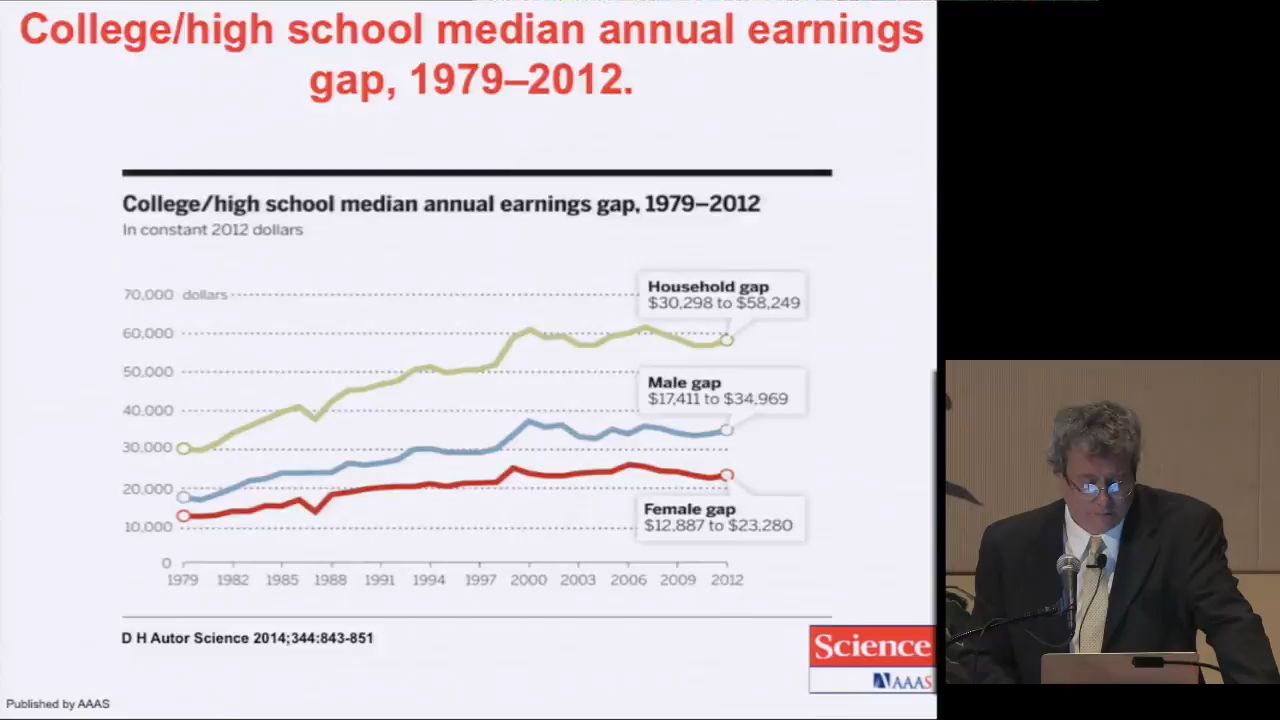 College/high school median annual earnings
gap, 1979–2012.
College/high school median annual earnings gap, 1979–2012
In constant 2012 dollars
70,000 dollars
60,000
50,000
40,000
30,000
20,000
10,000
0
Household gap
$30,298 to $58,249
Male gap
$17,411 to $34,969
Female gap
$12,887 to $23,280
1979 1982 1985 1988 1991 1994 1997 2000 2003 2006 2009 2012
D H Autor Science 2014;344:843-851
Science
AAAS
Published by AAAS